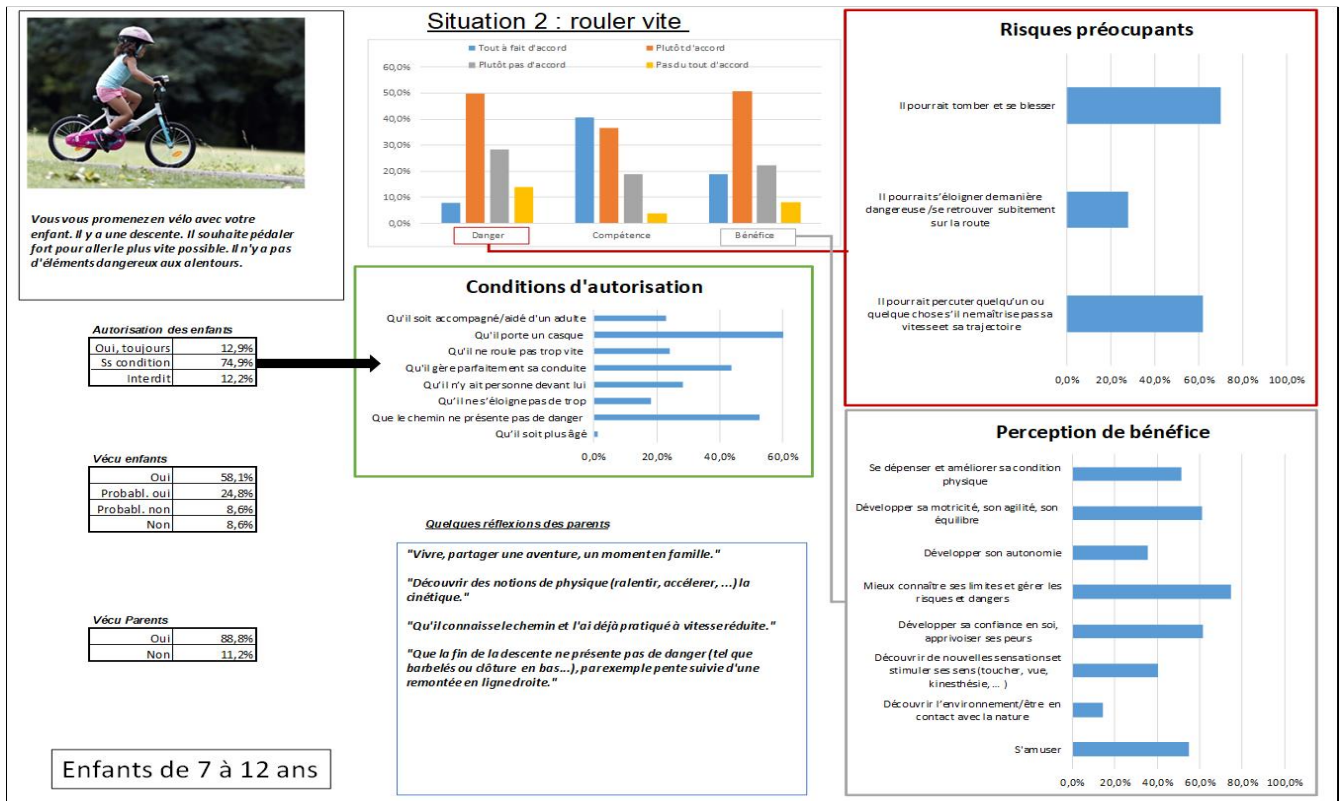 Situation 2 : rouler vite
Tout à fait d'accord
Plutôt d'accord
Plutôt pas d'accord
Pas du tout d'accord
60,0%
50,0%
40,0%
30,0%
20,0%
10,0%
0,0%
Danger
Compétence
Bénéfice
Vous vous promenez en vélo avec votre
enfant. Il y a une descente. Il souhaite pédaler
fort pour aller le plus vite possible. Il n'y a pas
d'éléments dangereux aux alentours.
Autorisation des enfants
Oui, toujours 12,9%
Ss condition 74,9%
Interdit 12,2%
Vécu enfants
Oui 58,1%
Probabl. oui 24,8%
Probabl. non 8,6%
Non 8,6%
Vécu Parents
Oui 88,8%
Non 11,2%
Enfants de 7 à 12 ans
Conditions d'autorisation
Qu'il soit accompagné/aidé d'un adulte
Qu'il porte un casque
Qu'il ne roule pas trop vite
Qu'il gère parfaitement sa conduite
Qu'il n'y ait personne devant lui
Qu'il ne s'éloigne pas de trop
Que le chemin ne présente pas de danger
Qu'il soit plus âgé
0,0% 20,0% 40,0% 60,0%
Quelques réflexions des parents
"Vivre, partager une aventure, un moment en famille."
"Découvrir des notions de physique (ralentir, accélerer, ...) la
cinétique."
"Qu'il connaisse le chemin et l'ai déjà pratiqué à vitesse réduite."
"Que la fin de la descente ne présente pas de danger (tel que
barbelés ou clôture en bas...), par exemple pente suivie d'une
remontée en ligne droite."
Risques préocupants
Il pourrait tomber et se blesser
Il pourrait s'éloigner de manière
dangereuse /se retrouver subitement
sur la route
Il pourrait percuter quelqu'un ou
quelque chose s'il ne maîtrise pas sa
vitesse et sa trajectoire
0,0% 20,0% 40,0% 60,0% 80,0% 100,0%
Perception de bénéfice
Se dépenser et améliorer sa condition
physique
Développer sa motricité, son agilité, son
équilibre
Développer son autonomie
Mieux connaître ses limites et gérer les
risques et dangers
Développer sa confiance en soi,
apprivoiser ses peurs
Découvrir de nouvelles sensations et
stimuler ses sens (toucher, vue,
kinesthésie, ... )
Découvrir l'environnement/être en
contact avec la nature
S'amuser
0,0% 20,0% 40,0% 60,0% 80,0% 100,0%